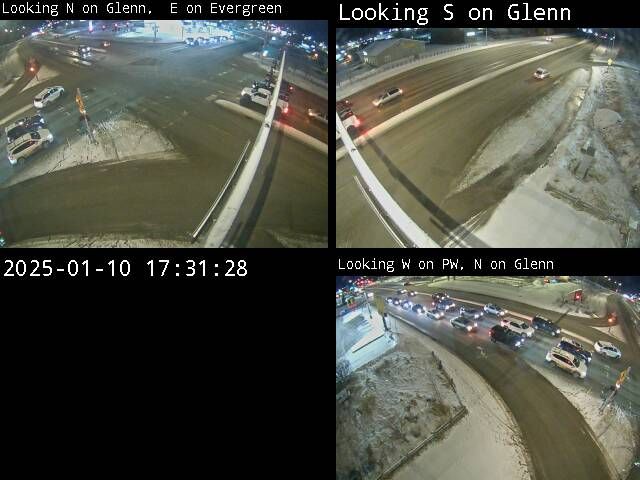 Looking N on Glenn,  E on Evergreen
Looking S on Glenn
2025-01-10 17:31:28
Looking W on PW, N on Glenn